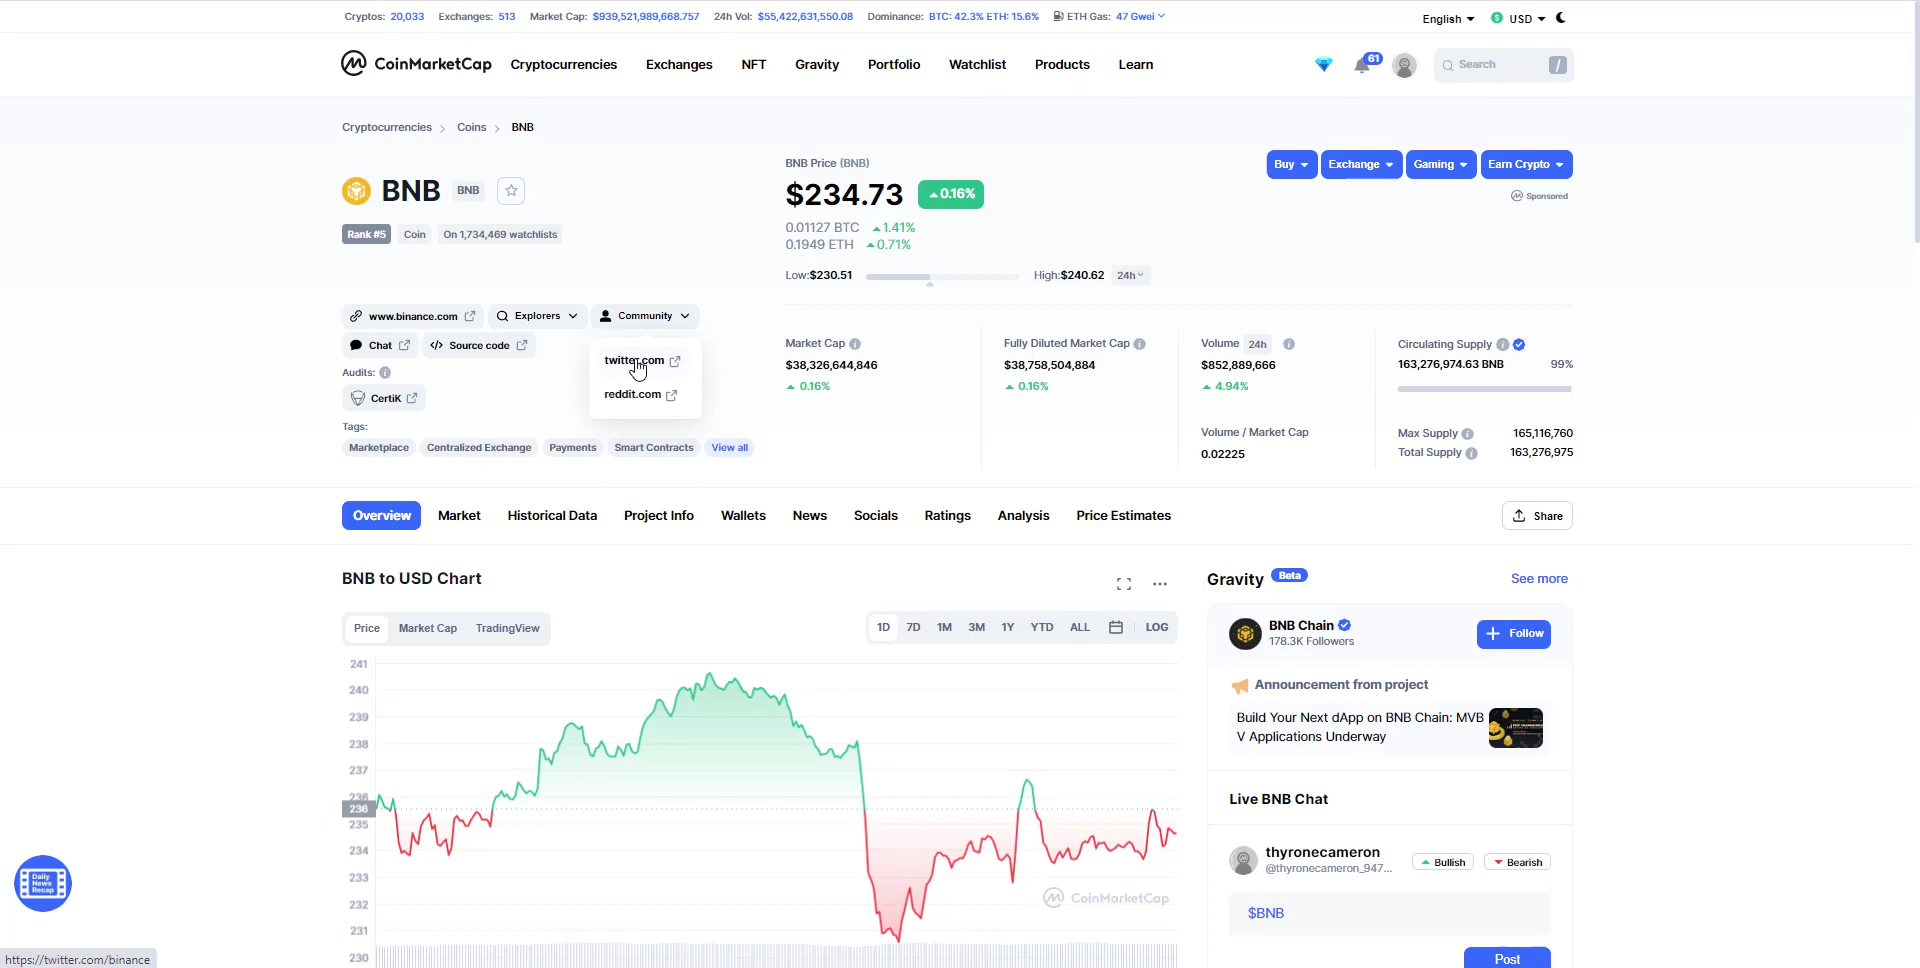 Cryptos: 20,033 Exchanges: 513 Market Cap: $939,521,989,668.757 24h Vol: $55,422,631,550.08 Dominance: BTC: 42.3% ETH: 15.6% ETH Gas: 47 Gwei
English $ USD
CoinMarketCap Cryptocurrencies Exchanges NFT Gravity Portfolio Watchlist Products Learn 61 Search /
Cryptocurrencies > Coins > BNB
BNB BNB
Rank #5 Coin On 1,734,469 watchlists
www.binance.com Explorers Community
Chat </> Source code
twitter.com
reddit.com
Audits: i
CertiK
Tags:
Marketplace Centralized Exchange Payments Smart Contracts View all
BNB Price (BNB)
$234.73 0.16%
0.01127 BTC 1.41%
0.1949 ETH 0.71%
Low:$230.51 High:$240.62 24h
Buy Exchange Gaming Earn Crypto
Sponsored
Market Cap i
$38,326,644,846
0.16%
Fully Diluted Market Cap i
$38,758,504,884
0.16%
Volume 24h i
$852,889,666
4.94%
Volume / Market Cap
0.02225
Circulating Supply i
163,276,974.63 BNB 99%
Max Supply i 165,116,760
Total Supply i 163,276,975
Overview Market Historical Data Project Info Wallets News Socials Ratings Analysis Price Estimates Share
BNB to USD Chart
Price Market Cap TradingView 1D 7D 1M 3M 1Y YTD ALL LOG
241
240
239
238
237
236
236
235
234
233
232
231
230
CoinMarketCap
Gravity Beta See more
BNB Chain
178.3K Followers
+ Follow
Announcement from project
Build Your Next dApp on BNB Chain: MVB
V Applications Underway
Live BNB Chat
thyronecameron
@thyronecameron_947...
Bullish Bearish
$BNB
Post
Daily
News
Recap
https://twitter.com/binance